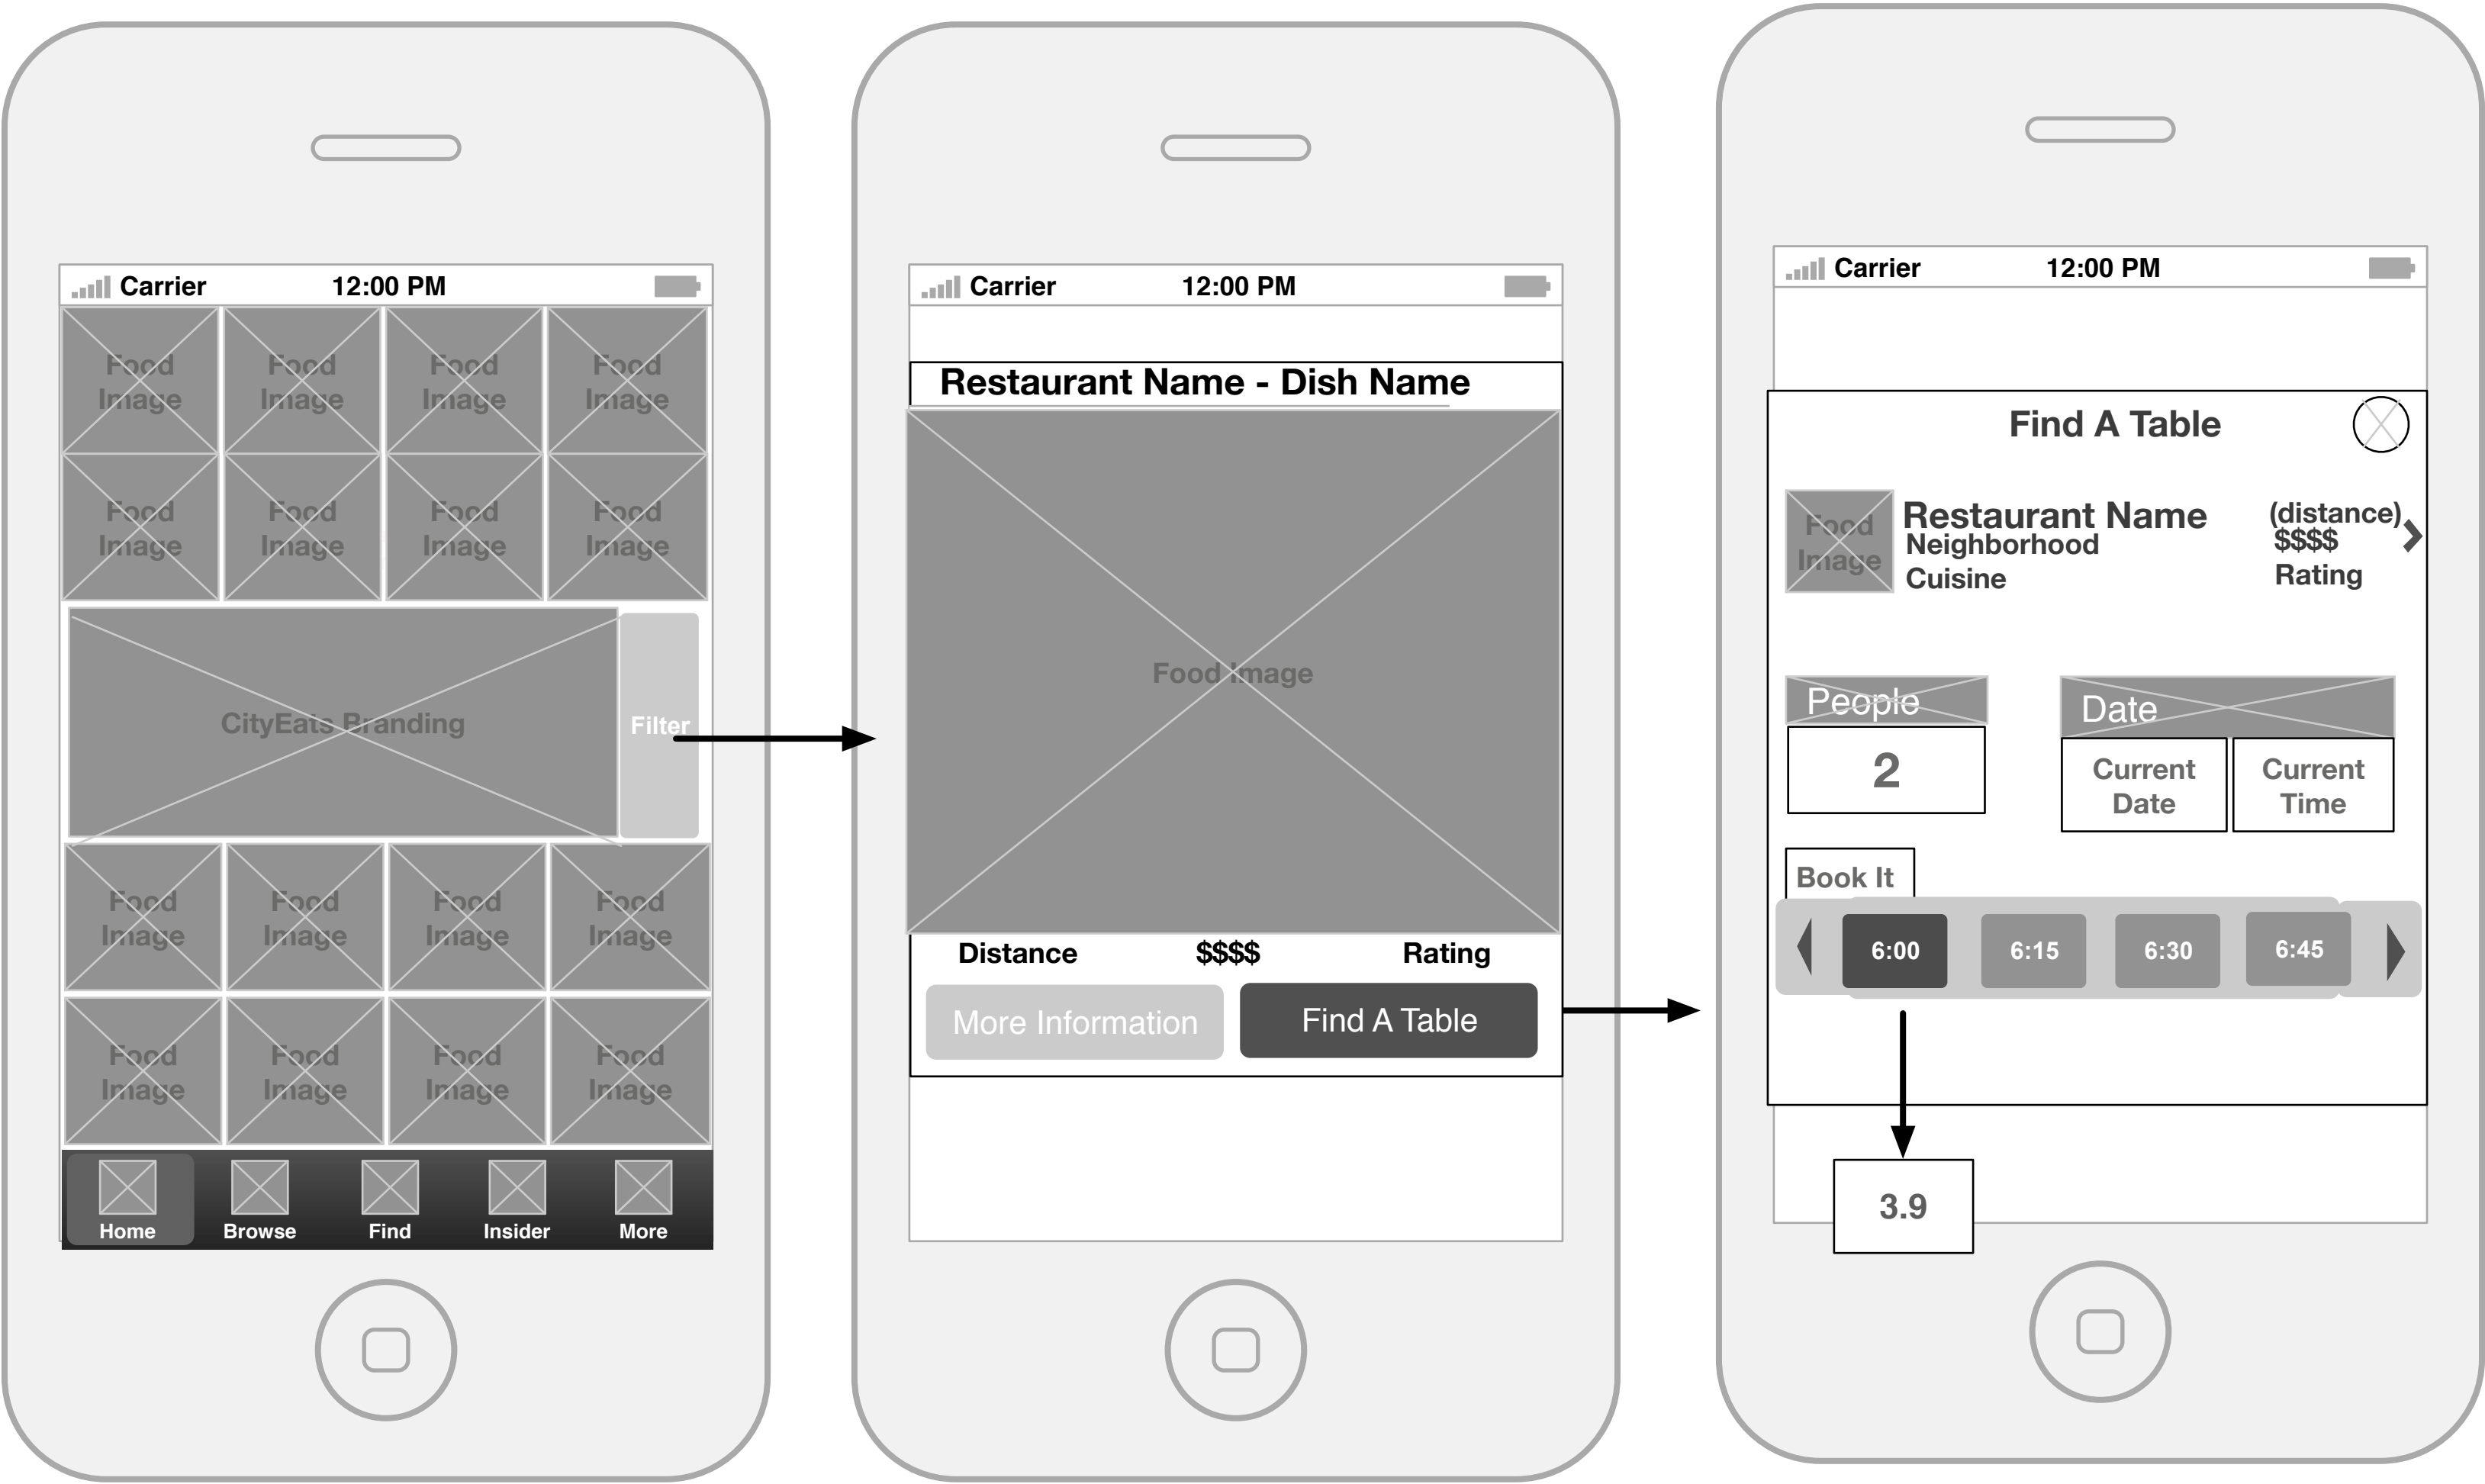 Carrier 12:00 PM
Food Food Food Food
Image Image Image Image
Food Food Food Food
Image Image Image Image
CityEats Branding Filter
Food Food Food Food
Image Image Image Image
Food Food Food Food
Image Image Image Image
Home Browse Find Insider More
Carrier 12:00 PM
Restaurant Name - Dish Name
Food Image
Distance $$$$ Rating
More Information Find A Table
Carrier 12:00 PM
Find A Table
Food
Image
Restaurant Name (distance)
Neighborhood $$$$
Cuisine Rating
People Date
2
Current
Date
Current
Time
Book It
6:00 6:15 6:30 6:45
3.9